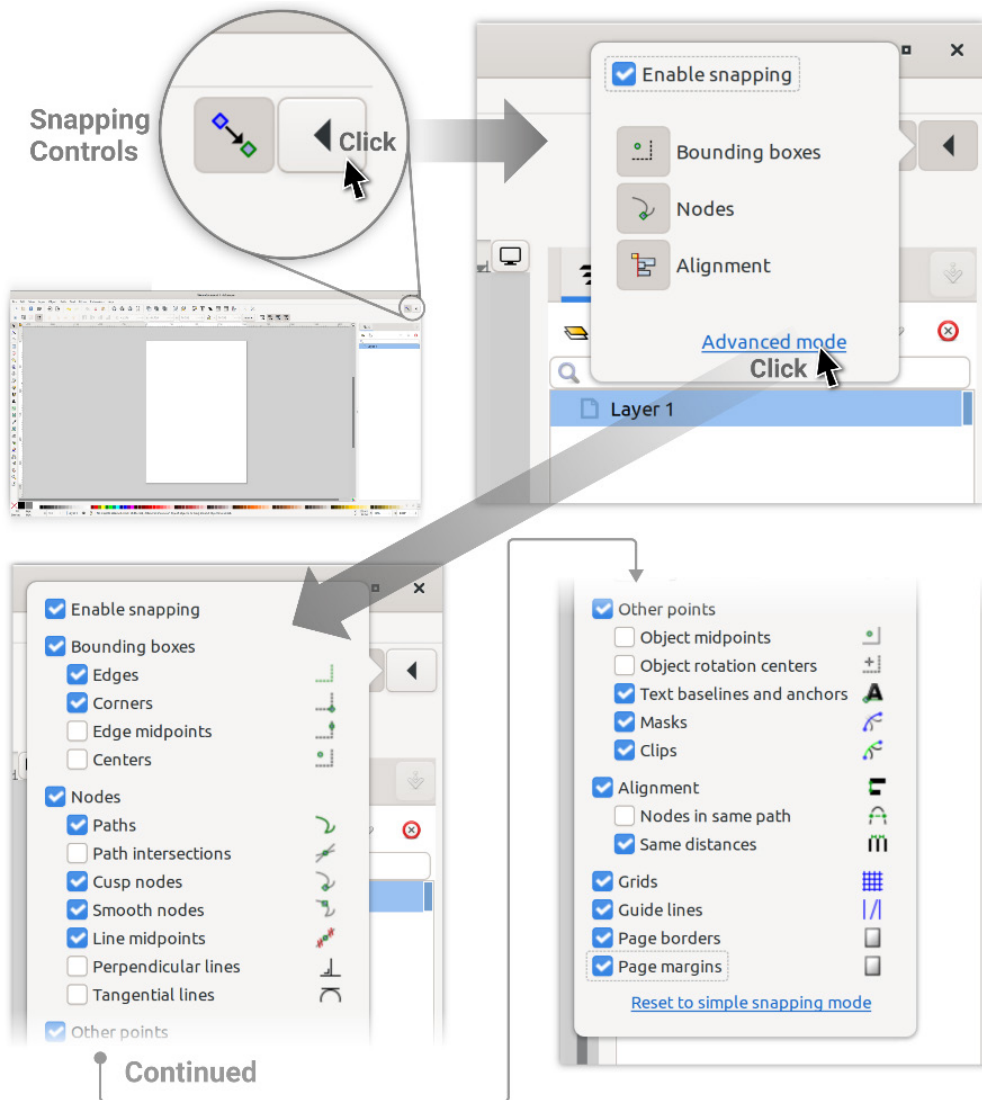 Snapping
Controls
Click
Enable snapping
Bounding boxes
Nodes
Alignment
Advanced mode
Click
Layer 1
Enable snapping
Bounding boxes
Edges
Corners
Edge midpoints
Centers
Nodes
Paths
Path intersections
Cusp nodes
Smooth nodes
Line midpoints
Perpendicular lines
Tangential lines
Other points
Continued
Other points
Object midpoints
Object rotation centers
Text baselines and anchors
Masks
Clips
Alignment
Nodes in same path
Same distances
Grids
Guide lines
Page borders
Page margins
Reset to simple snapping mode